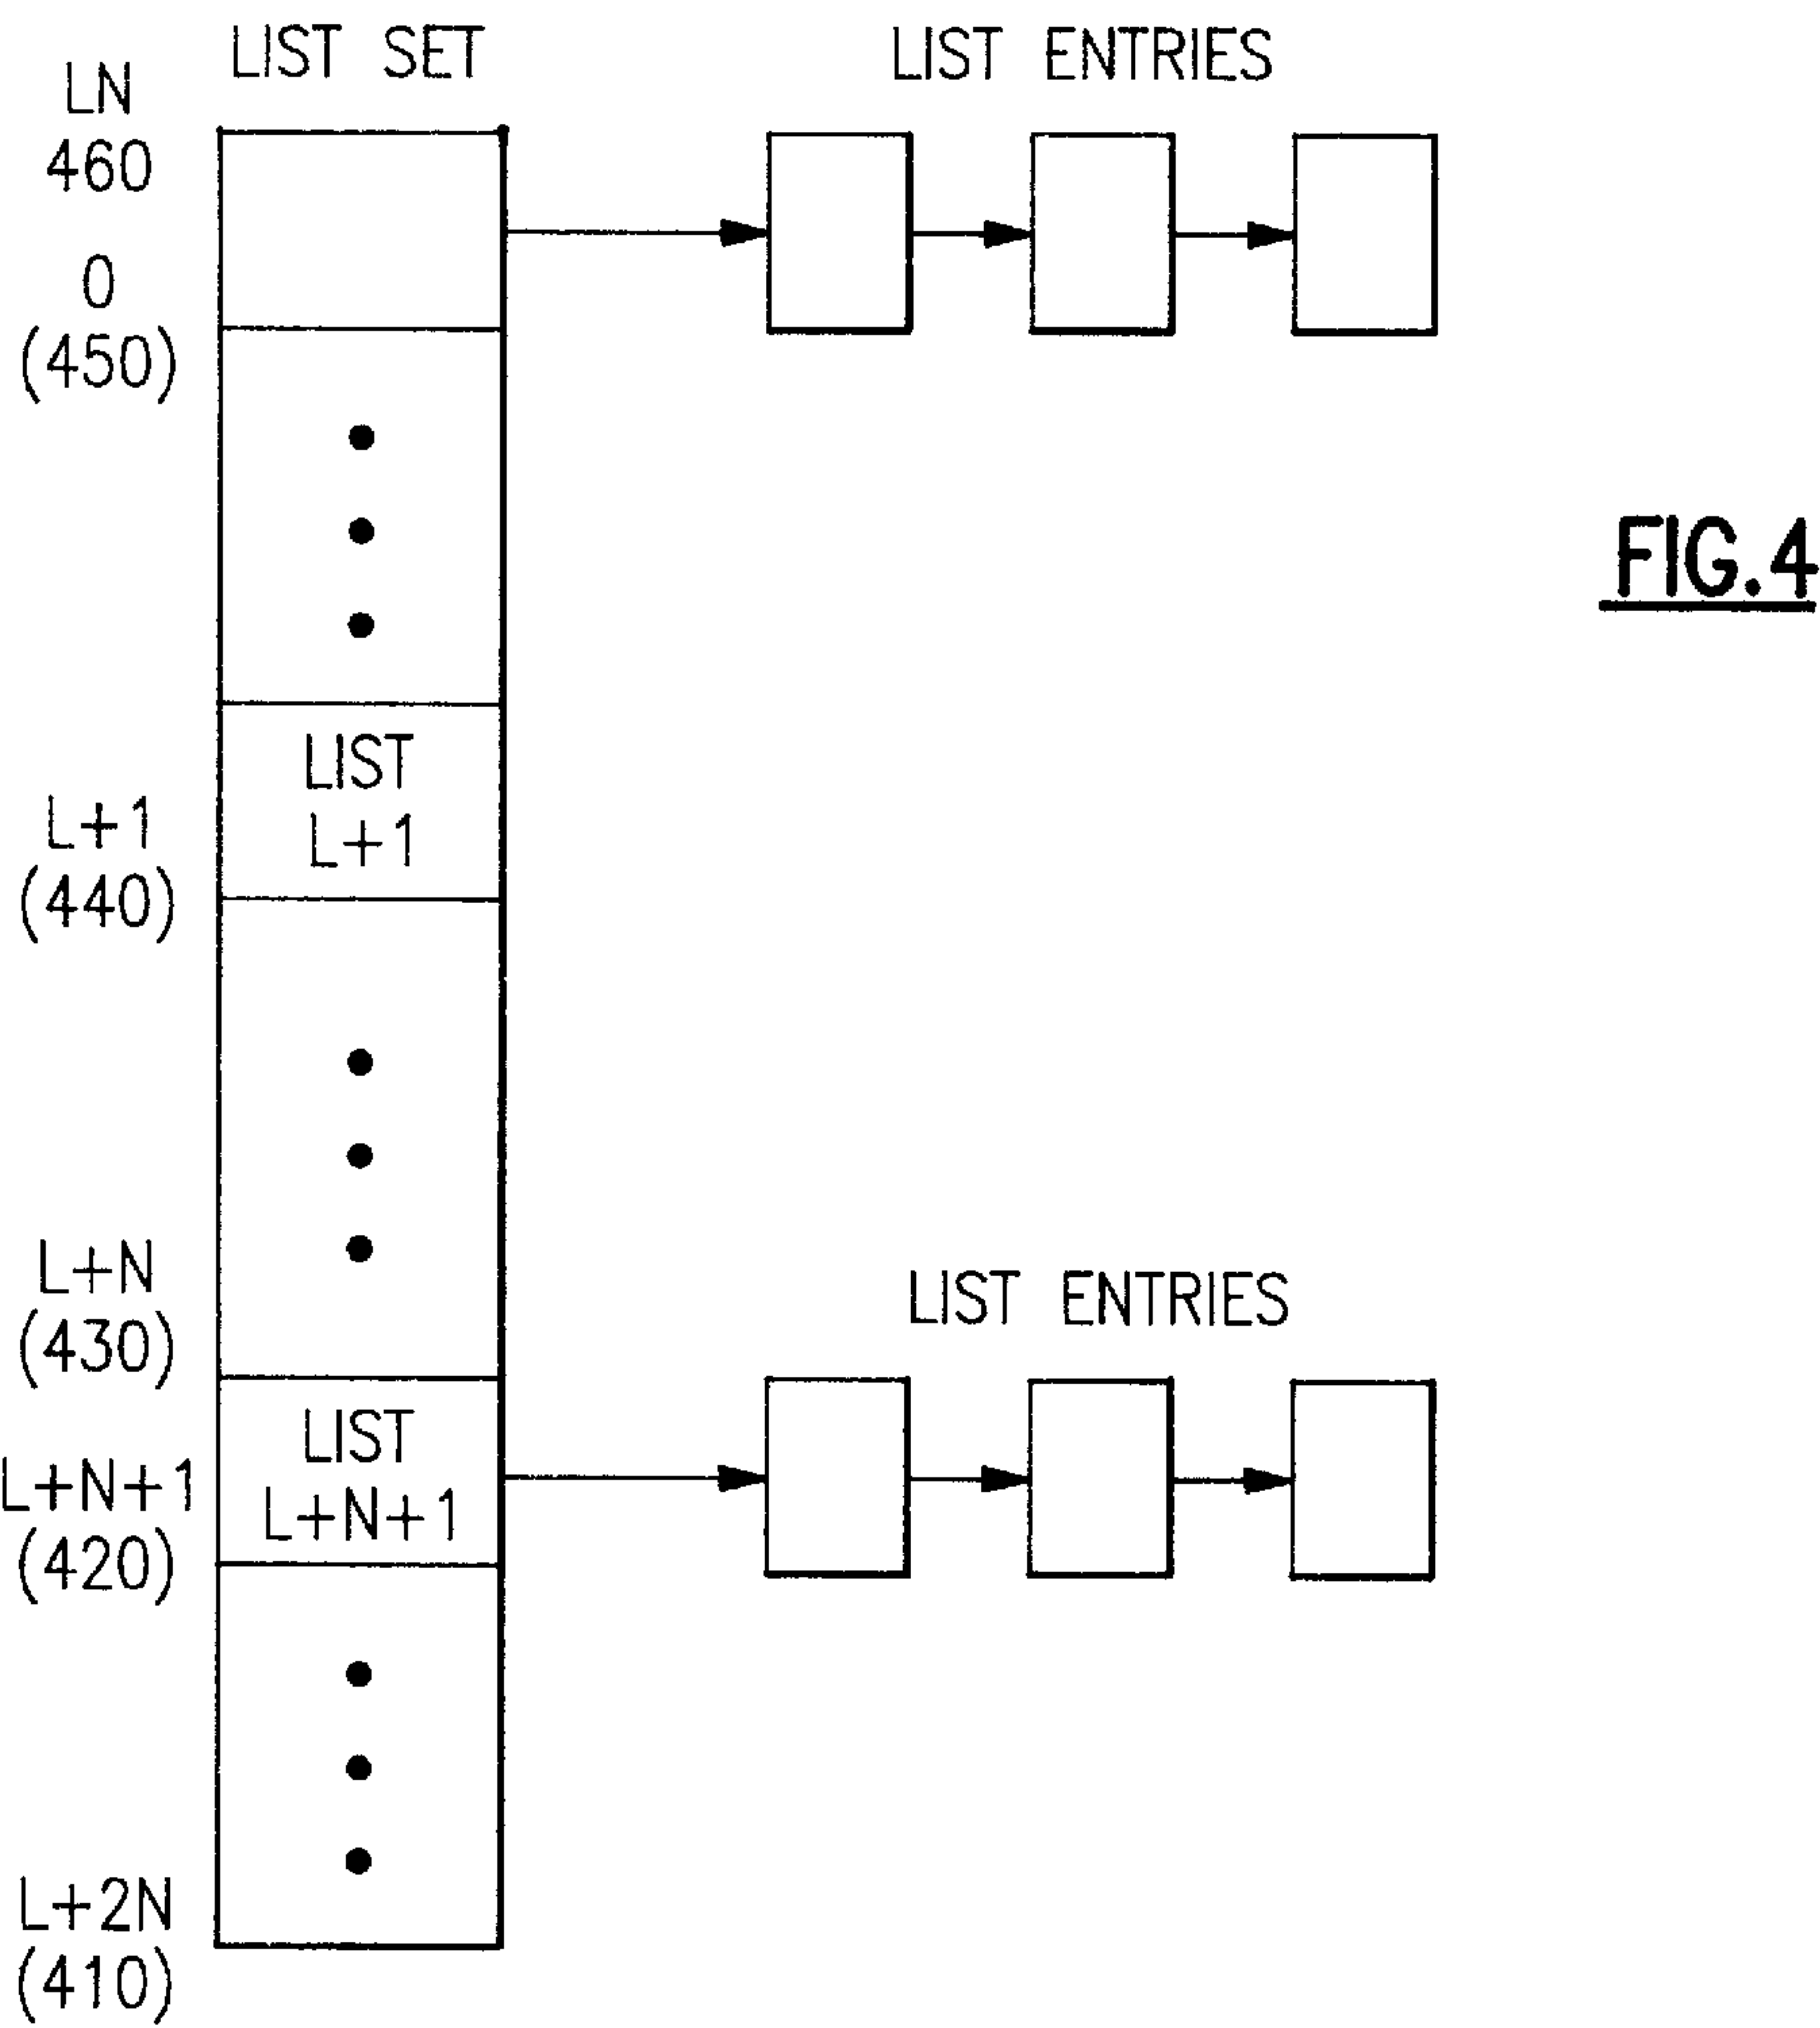 LIST SET
LIST ENTRIES
LN
460
0
(450)
FIG.4
LIST
L+1
L+1
(440)
L+N
(430)
LIST ENTRIES
LIST
L+N+1
L+N+1
(420)
L+2N
(410)